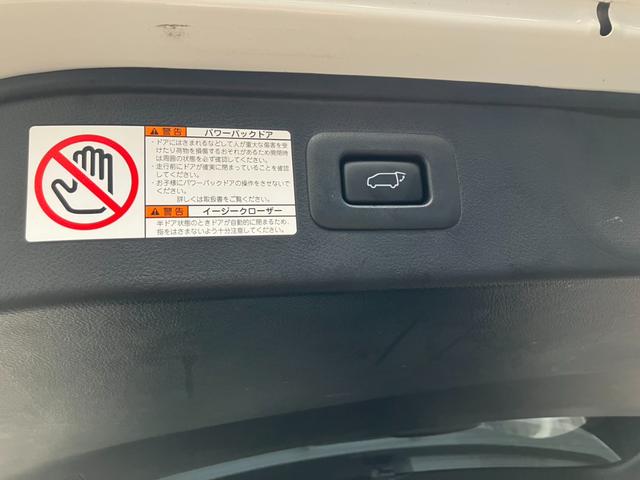 警告 パワーバックドア
・ドアにはさまれるなどして人が重大な傷害を受
けたり荷物を損傷するおそれがあるため開閉時
は周囲の状態を必ず確認してください。
・走行前にドアが確実に閉まっていることを確認
してください。
・お子様にパワーバックドアの操作をさせないで
ください。
詳しくは取扱書をご覧ください。
警告 イージークローザー
半ドア状態のときドアが自動的に閉まるため、
指をはさまないよう十分注意してください。